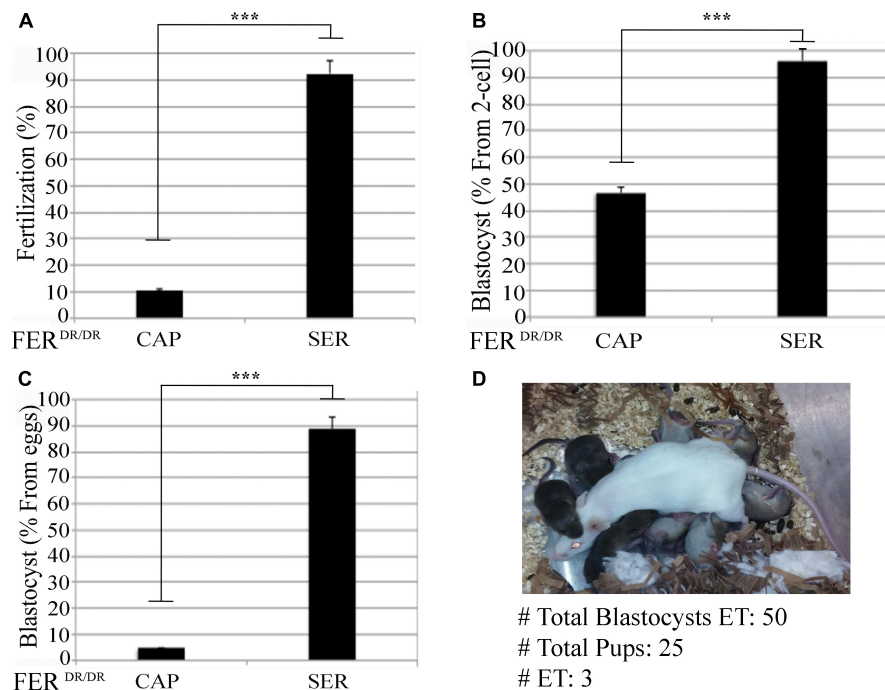 A
***
Fertilization (%)
100
90
80
70
60
50
40
30
20
10
0
FER DR/DR CAP SER
B
***
Blastocyst (% From 2-cell)
100
90
80
70
60
50
40
30
20
10
0
FER DR/DR CAP SER
C
***
Blastocyst (% From eggs)
100
90
80
70
60
50
40
30
20
10
0
FER DR/DR CAP SER
D
# Total Blastocysts ET: 50
# Total Pups: 25
# ET: 3